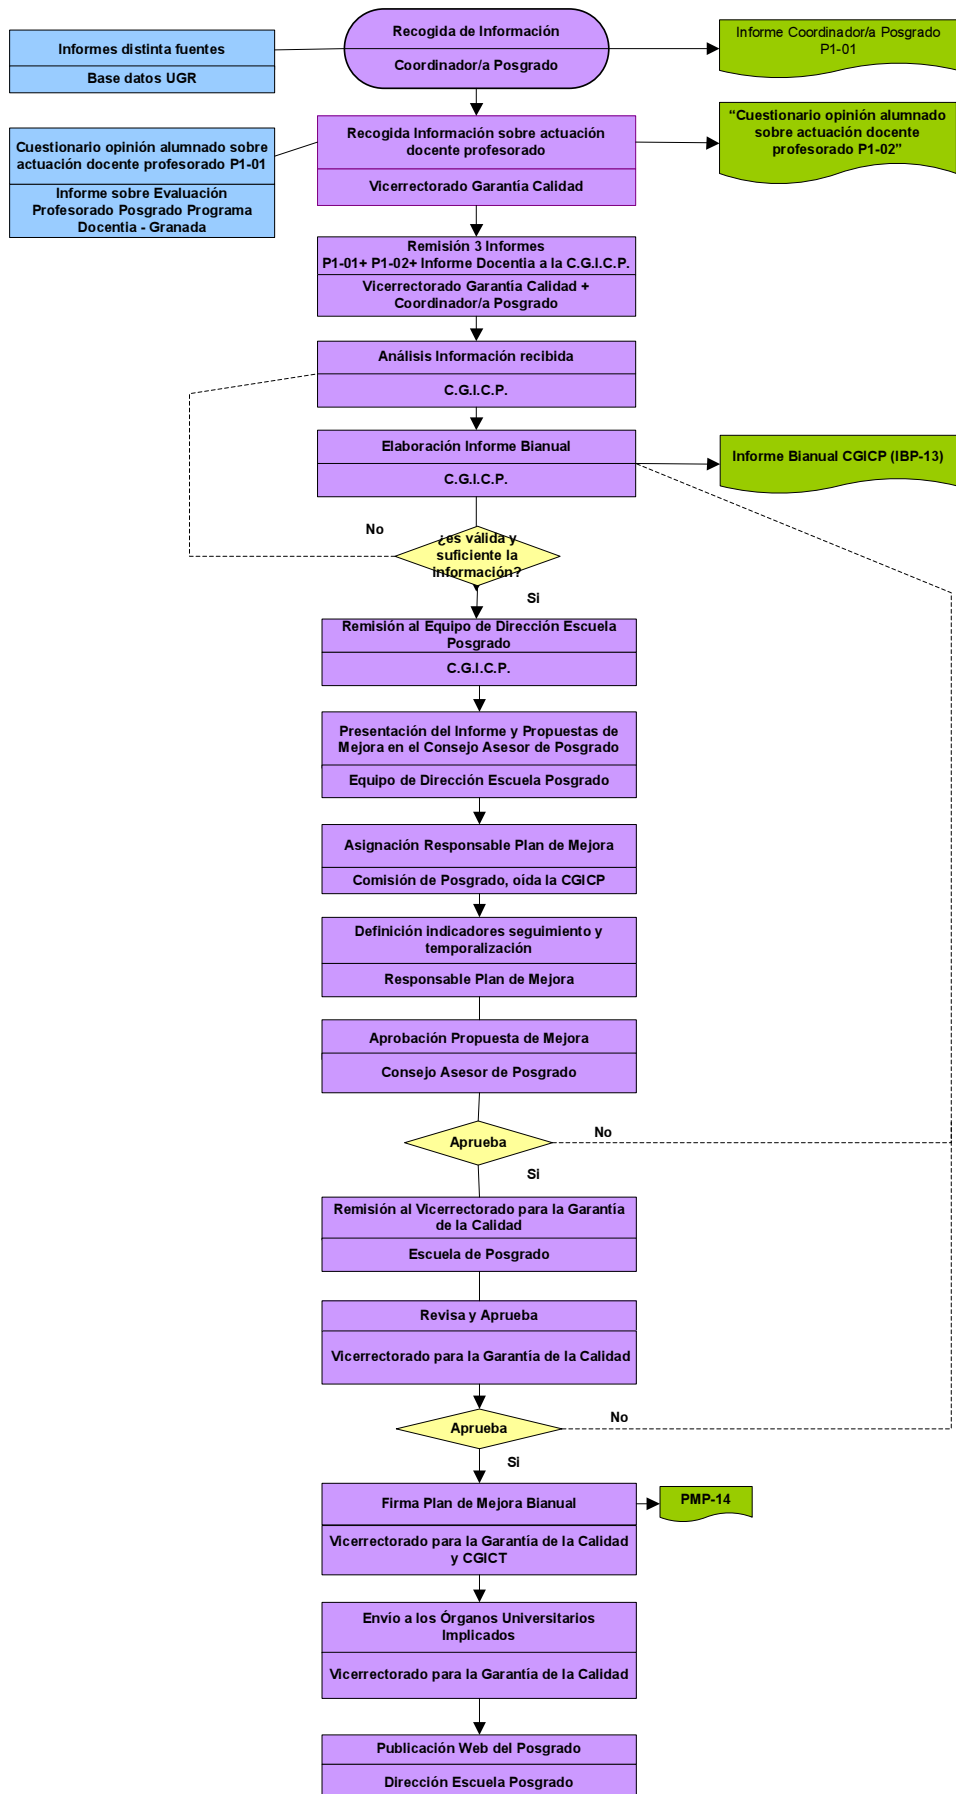 Recogida de Información
Coordinador/a Posgrado
Informes distinta fuentes
Base datos UGR
Informe Coordinador/a Posgrado
P1-01
Recogida Información sobre actuación
docente profesorado
Vicerrectorado Garantía Calidad
Cuestionario opinión alumnado sobre
actuación docente profesorado P1-01
Informe sobre Evaluación
Profesorado Posgrado Programa
Docentia - Granada
“Cuestionario opinión alumnado
sobre actuación docente
profesorado P1-02”
Remisión 3 Informes
P1-01+ P1-02+ Informe Docentia a la C.G.I.C.P.
Vicerrectorado Garantía Calidad +
Coordinador/a Posgrado
Análisis Información recibida
C.G.I.C.P.
Elaboración Informe Bianual
C.G.I.C.P.
Informe Bianual CGICP (IBP-13)
No
¿es válida y
suficiente la
información?
Si
Remisión al Equipo de Dirección Escuela
Posgrado
C.G.I.C.P.
Presentación del Informe y Propuestas de
Mejora en el Consejo Asesor de Posgrado
Equipo de Dirección Escuela Posgrado
Asignación Responsable Plan de Mejora
Comisión de Posgrado, oída la CGICP
Definición indicadores seguimiento y
temporalización
Responsable Plan de Mejora
Aprobación Propuesta de Mejora
Consejo Asesor de Posgrado
Aprueba
No
Si
Remisión al Vicerrectorado para la Garantía
de la Calidad
Escuela de Posgrado
Revisa y Aprueba
Vicerrectorado para la Garantía de la Calidad
Aprueba
No
Si
Firma Plan de Mejora Bianual
Vicerrectorado para la Garantía de la Calidad
y CGICT
PMP-14
Envío a los Órganos Universitarios
Implicados
Vicerrectorado para la Garantía de la Calidad
Publicación Web del Posgrado
Dirección Escuela Posgrado